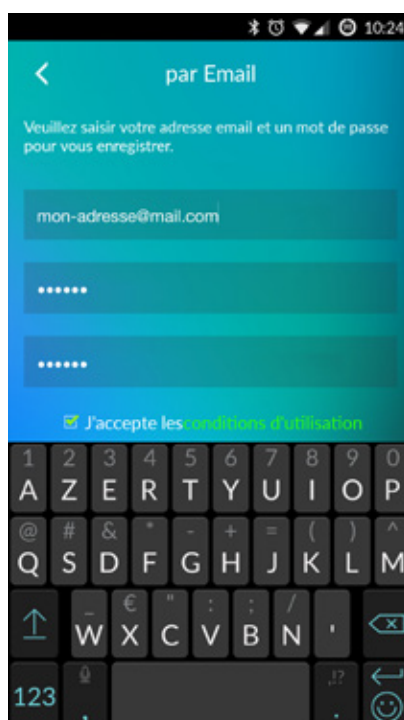 10:24
par Email
Veuillez saisir votre adresse email et un mot de passe
pour vous enregistrer.
mon-adresse@mail.com
••••••
••••••
J'accepte les conditions d'utilisation
1 2 3 4 5 6 7 8 9 0
A Z E R T Y U I O P
@ # & * - + = ( ) ^
Q S D F G H J K L M
_ € " : ; /
W X C V B N '
123 , .
,!?